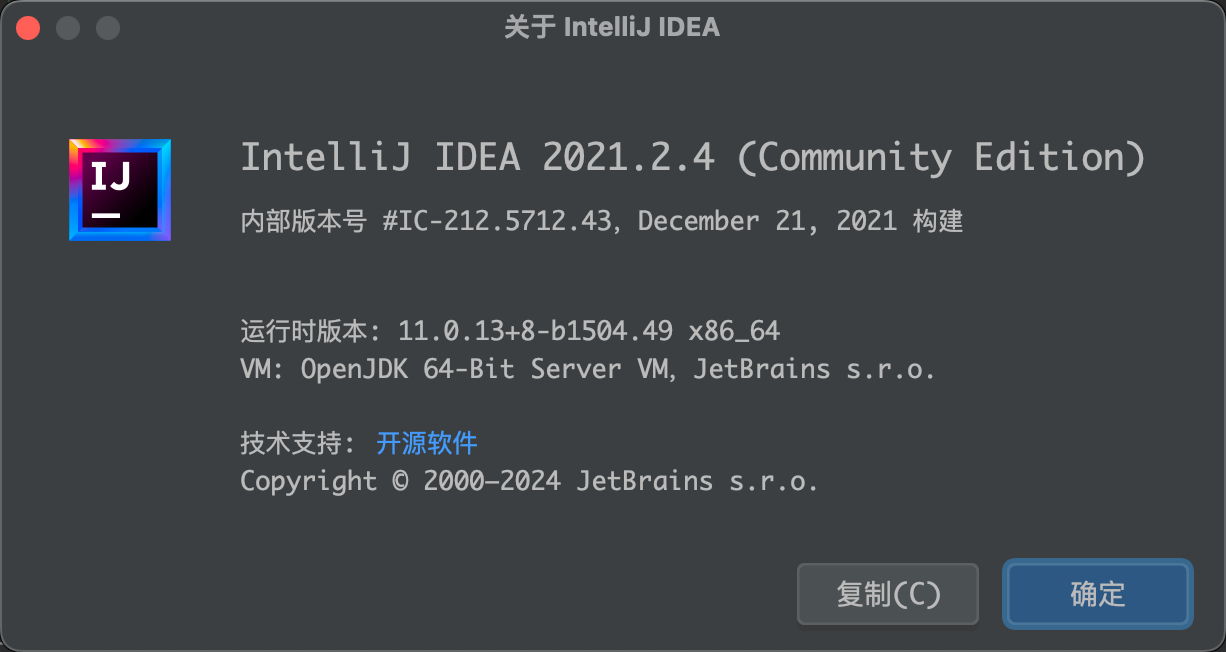 关于 IntelliJ IDEA
IJ
IntelliJ IDEA 2021.2.4 (Community Edition)
内部版本号 #IC-212.5712.43, December 21, 2021 构建
运行时版本: 11.0.13+8-b1504.49 x86_64
VM: OpenJDK 64-Bit Server VM, JetBrains s.r.o.
技术支持: 开源软件
Copyright © 2000–2024 JetBrains s.r.o.
复制(C)
确定